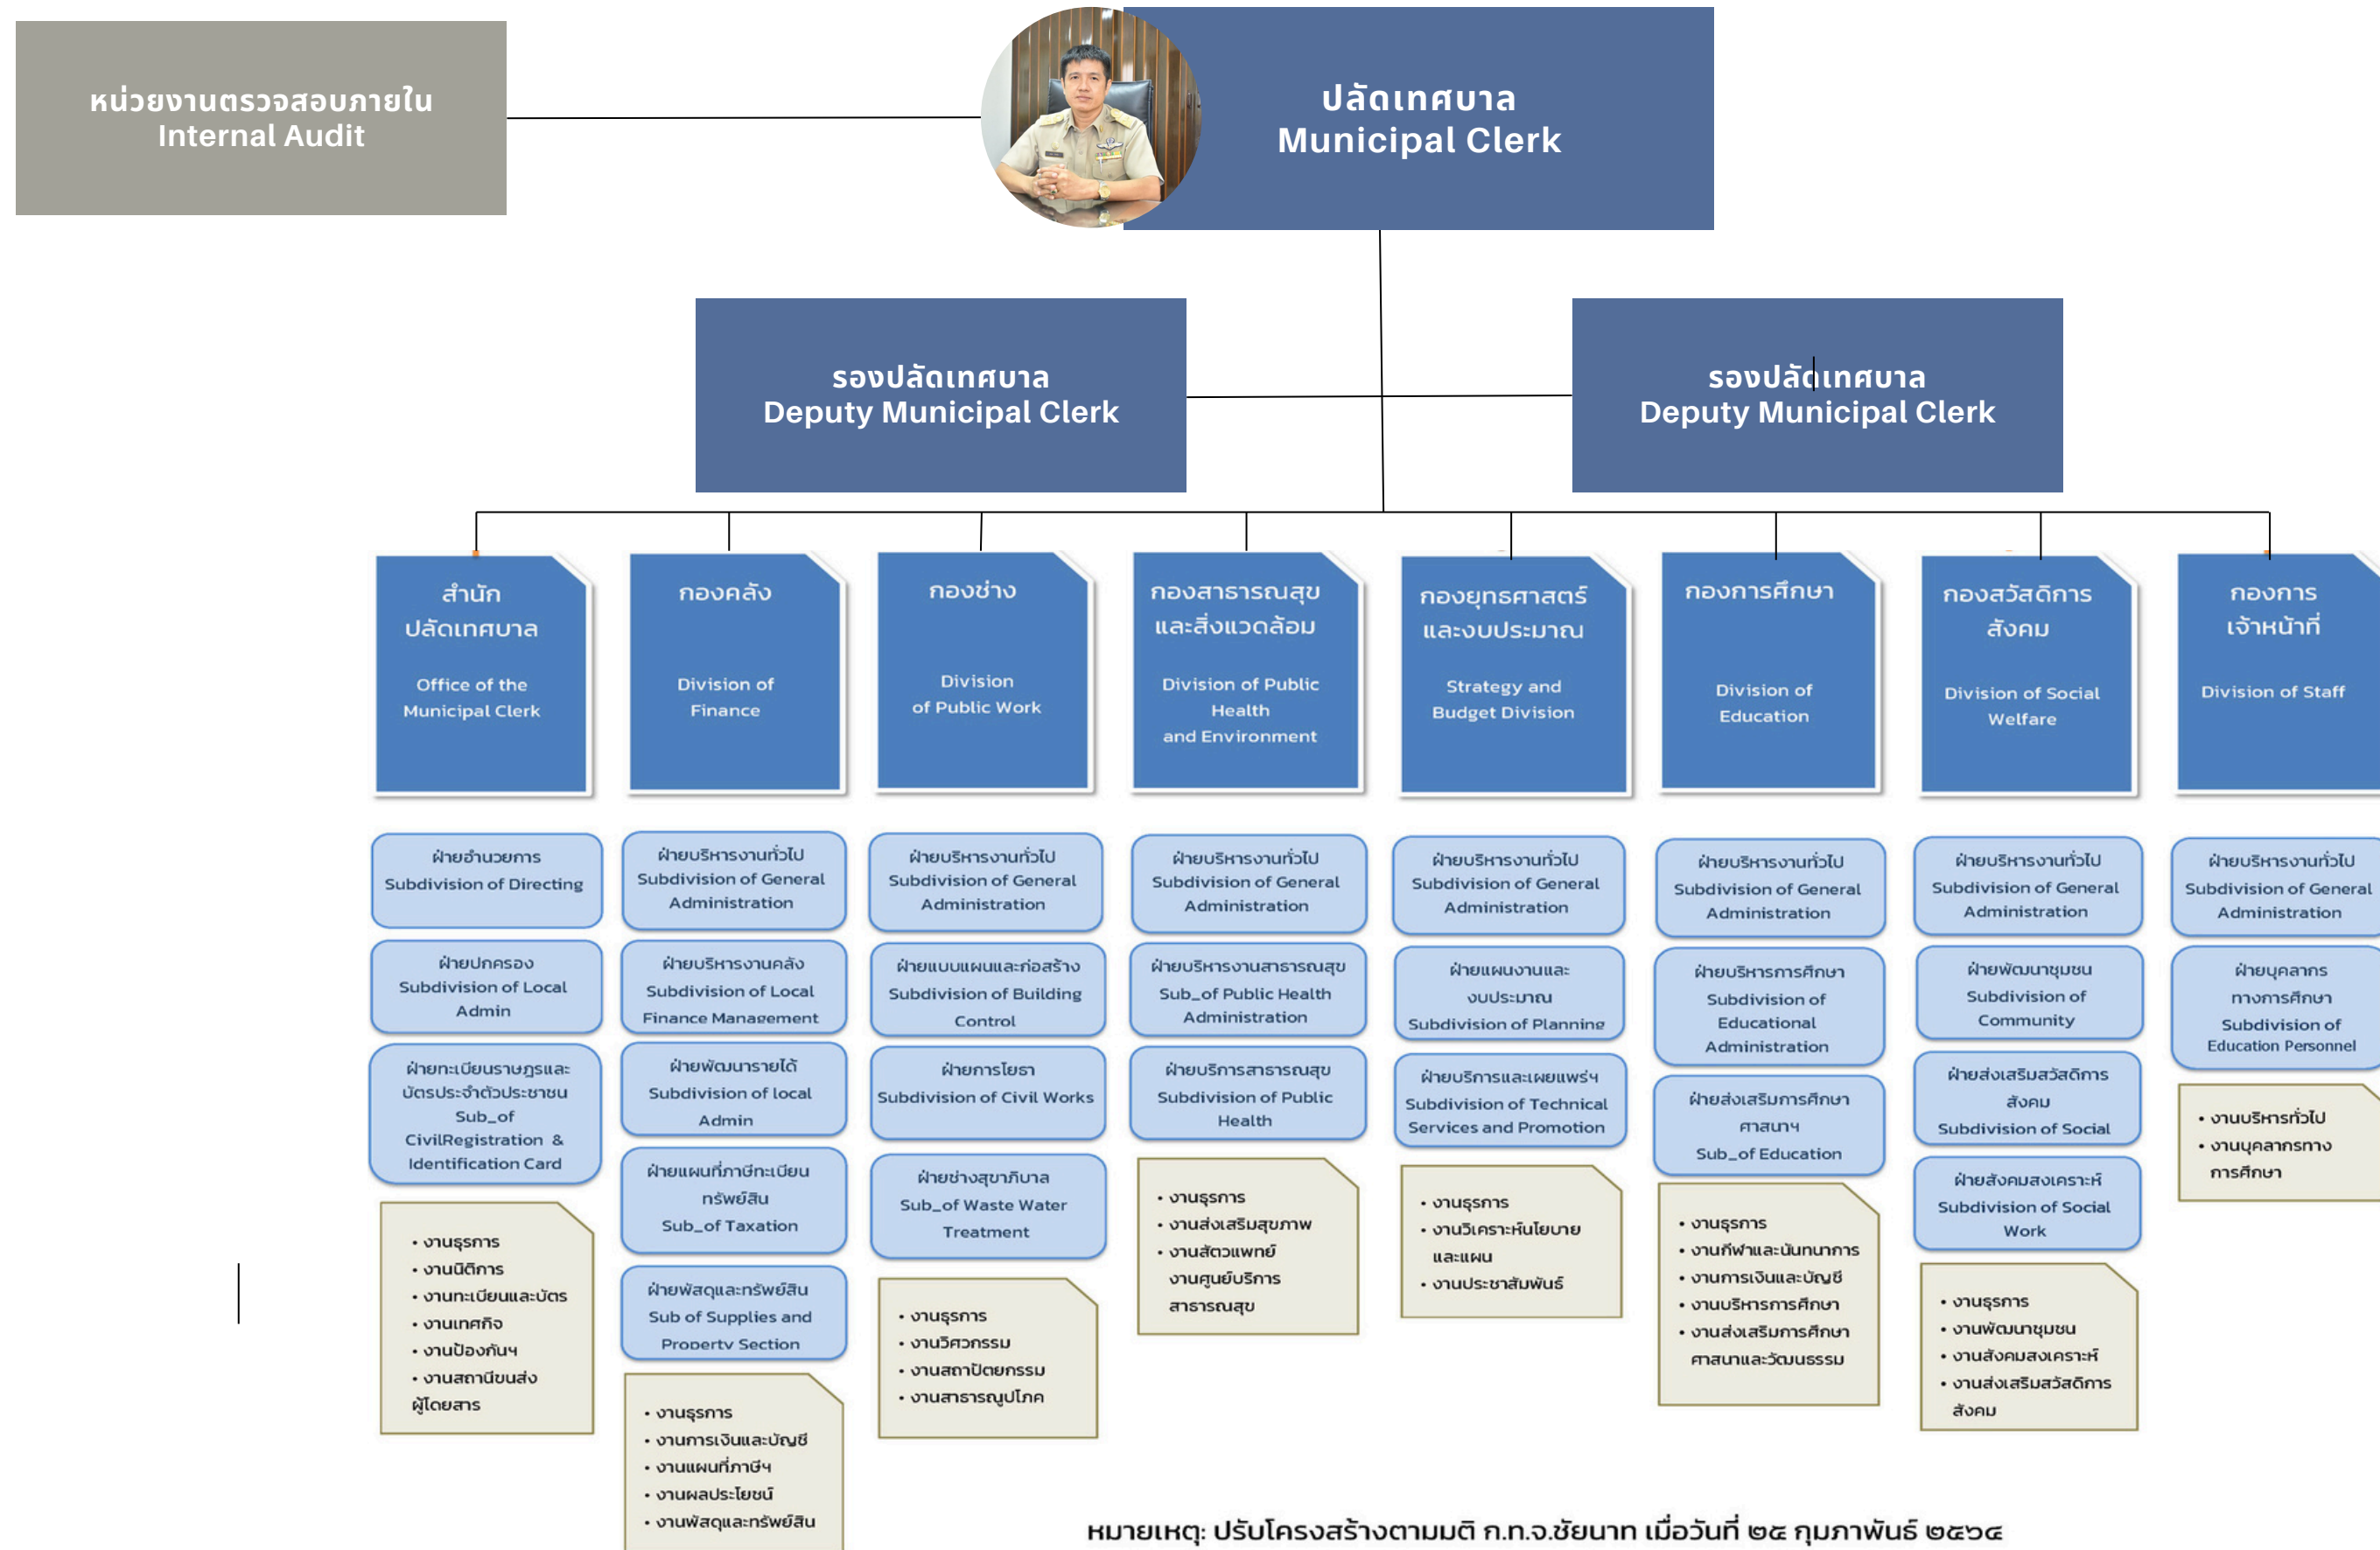 หน่วยงานตรวจสอบภายใน
Internal Audit
ปลัดเทศบาล
Municipal Clerk
รองปลัดเทศบาล
Deputy Municipal Clerk
รองปลัดเทศบาล
Deputy Municipal Clerk
สำนัก
ปลัดเทศบาล
Office of the
Municipal Clerk
กองคลัง
Division of
Finance
กองช่าง
Division
of Public Work
กองสาธารณสุข
และสิ่งแวดล้อม
Division of Public
Health
and Environment
กองยุทธศาสตร์
และงบประมาณ
Strategy and
Budget Division
กองการศึกษา
Division of
Education
กองสวัสดิการ
สังคม
Division of Social
Welfare
กองการ
เจ้าหน้าที่
Division of Staff
ฝ่ายอำนวยการ
Subdivision of Directing
ฝ่ายปกครอง
Subdivision of Local
Admin
ฝ่ายทะเบียนราษฎรและ
บัตรประจำตัวประชาชน
Sub_of
CivilRegistration &
Identification Card
• งานธุรการ
• งานนิติการ
• งานทะเบียนและบัตร
• งานเทศกิจ
• งานป้องกันฯ
• งานสถานีขนส่ง
ผู้โดยสาร
ฝ่ายบริหารงานทั่วไป
Subdivision of General
Administration
ฝ่ายบริหารงานคลัง
Subdivision of Local
Finance Management
ฝ่ายพัฒนารายได้
Subdivision of local
Admin
ฝ่ายแผนที่ภาษีทะเบียน
ทรัพย์สิน
Sub_of Taxation
ฝ่ายพัสดุและทรัพย์สิน
Sub of Supplies and
Property Section
• งานธุรการ
• งานการเงินและบัญชี
• งานแผนที่ภาษีฯ
• งานผลประโยชน์
• งานพัสดุและทรัพย์สิน
ฝ่ายบริหารงานทั่วไป
Subdivision of General
Administration
ฝ่ายแบบแผนและก่อสร้าง
Subdivision of Building
Control
ฝ่ายการโยธา
Subdivision of Civil Works
ฝ่ายช่างสุขาภิบาล
Sub_of Waste Water
Treatment
• งานธุรการ
• งานวิศวกรรม
• งานสถาปัตยกรรม
• งานสาธารณูปโภค
ฝ่ายบริหารงานทั่วไป
Subdivision of General
Administration
ฝ่ายบริหารงานสาธารณสุข
Sub_of Public Health
Administration
ฝ่ายบริการสาธารณสุข
Subdivision of Public
Health
• งานธุรการ
• งานส่งเสริมสุขภาพ
• งานสัตวแพทย์
งานศูนย์บริการ
สาธารณสุข
ฝ่ายบริหารงานทั่วไป
Subdivision of General
Administration
ฝ่ายแผนงานและ
งบประมาณ
Subdivision of Planning
ฝ่ายบริการและเผยแพร่ฯ
Subdivision of Technical
Services and Promotion
• งานธุรการ
• งานวิเคราะห์นโยบาย
และแผน
• งานประชาสัมพันธ์
ฝ่ายบริหารงานทั่วไป
Subdivision of General
Administration
ฝ่ายบริหารการศึกษา
Subdivision of
Educational
Administration
ฝ่ายส่งเสริมการศึกษา
ศาสนาฯ
Sub_of Education
• งานธุรการ
• งานกีฬาและนันทนาการ
• งานการเงินและบัญชี
• งานบริหารการศึกษา
• งานส่งเสริมการศึกษา
ศาสนาและวัฒนธรรม
ฝ่ายบริหารงานทั่วไป
Subdivision of General
Administration
ฝ่ายพัฒนาชุมชน
Subdivision of
Community
ฝ่ายส่งเสริมสวัสดิการ
สังคม
Subdivision of Social
ฝ่ายสังคมสงเคราะห์
Subdivision of Social
Work
• งานธุรการ
• งานพัฒนาชุมชน
• งานสังคมสงเคราะห์
• งานส่งเสริมสวัสดิการ
สังคม
ฝ่ายบริหารงานทั่วไป
Subdivision of General
Administration
ฝ่ายบุคลากร
ทางการศึกษา
Subdivision of
Education Personnel
• งานบริหารทั่วไป
• งานบุคลากรทาง
การศึกษา
หมายเหตุ: ปรับโครงสร้างตามมติ ก.ท.จ.ชัยนาท เมื่อวันที่ ๒๕ กุมภาพันธ์ ๒๕๖๔